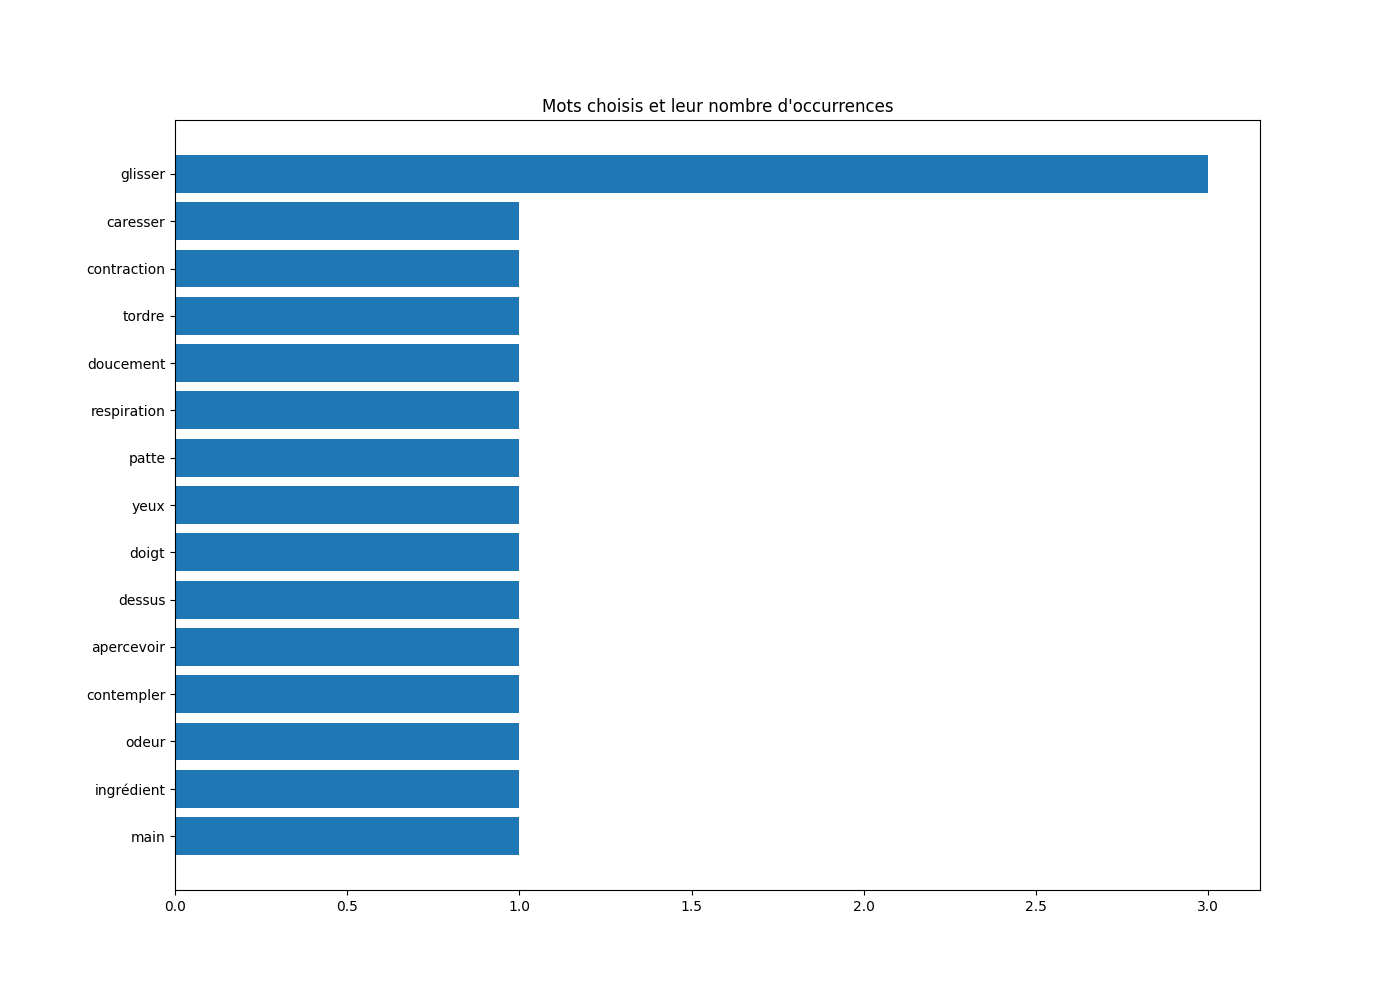 Mots choisis et leur nombre d'occurrences
glisser
caresser
contraction
tordre
doucement
respiration
patte
yeux
doigt
dessus
apercevoir
contempler
odeur
ingrédient
main
0.0 0.5 1.0 1.5 2.0 2.5 3.0